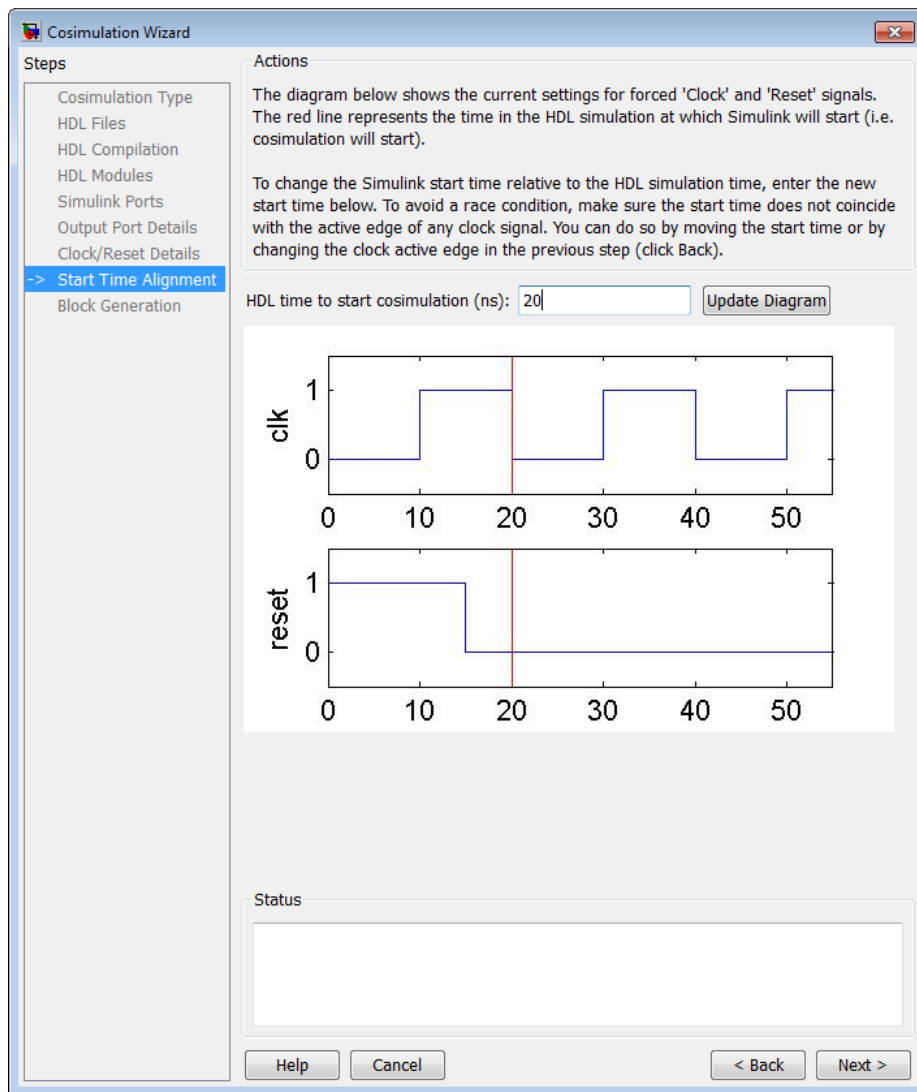 Cosimulation Wizard
Steps
Cosimulation Type
HDL Files
HDL Compilation
HDL Modules
Simulink Ports
Output Port Details
Clock/Reset Details
-> Start Time Alignment
Block Generation
Actions
The diagram below shows the current settings for forced 'Clock' and 'Reset' signals.
The red line represents the time in the HDL simulation at which Simulink will start (i.e.
cosimulation will start).
To change the Simulink start time relative to the HDL simulation time, enter the new
start time below. To avoid a race condition, make sure the start time does not coincide
with the active edge of any clock signal. You can do so by moving the start time or by
changing the clock active edge in the previous step (click Back).
HDL time to start cosimulation (ns): 20 Update Diagram
clk
1
0
0 10 20 30 40 50
reset
1
0
0 10 20 30 40 50
Status
Help Cancel < Back Next >